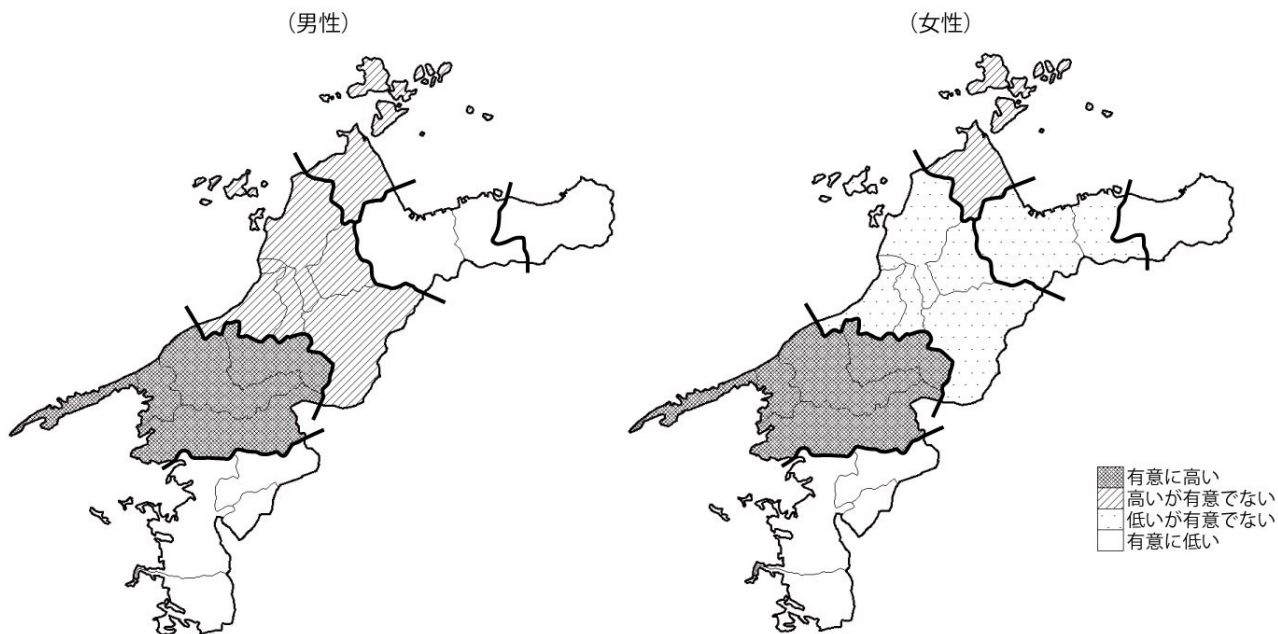 （男性）
（女性）
有意に高い
高いが有意でない
低いが有意でない
有意に低い